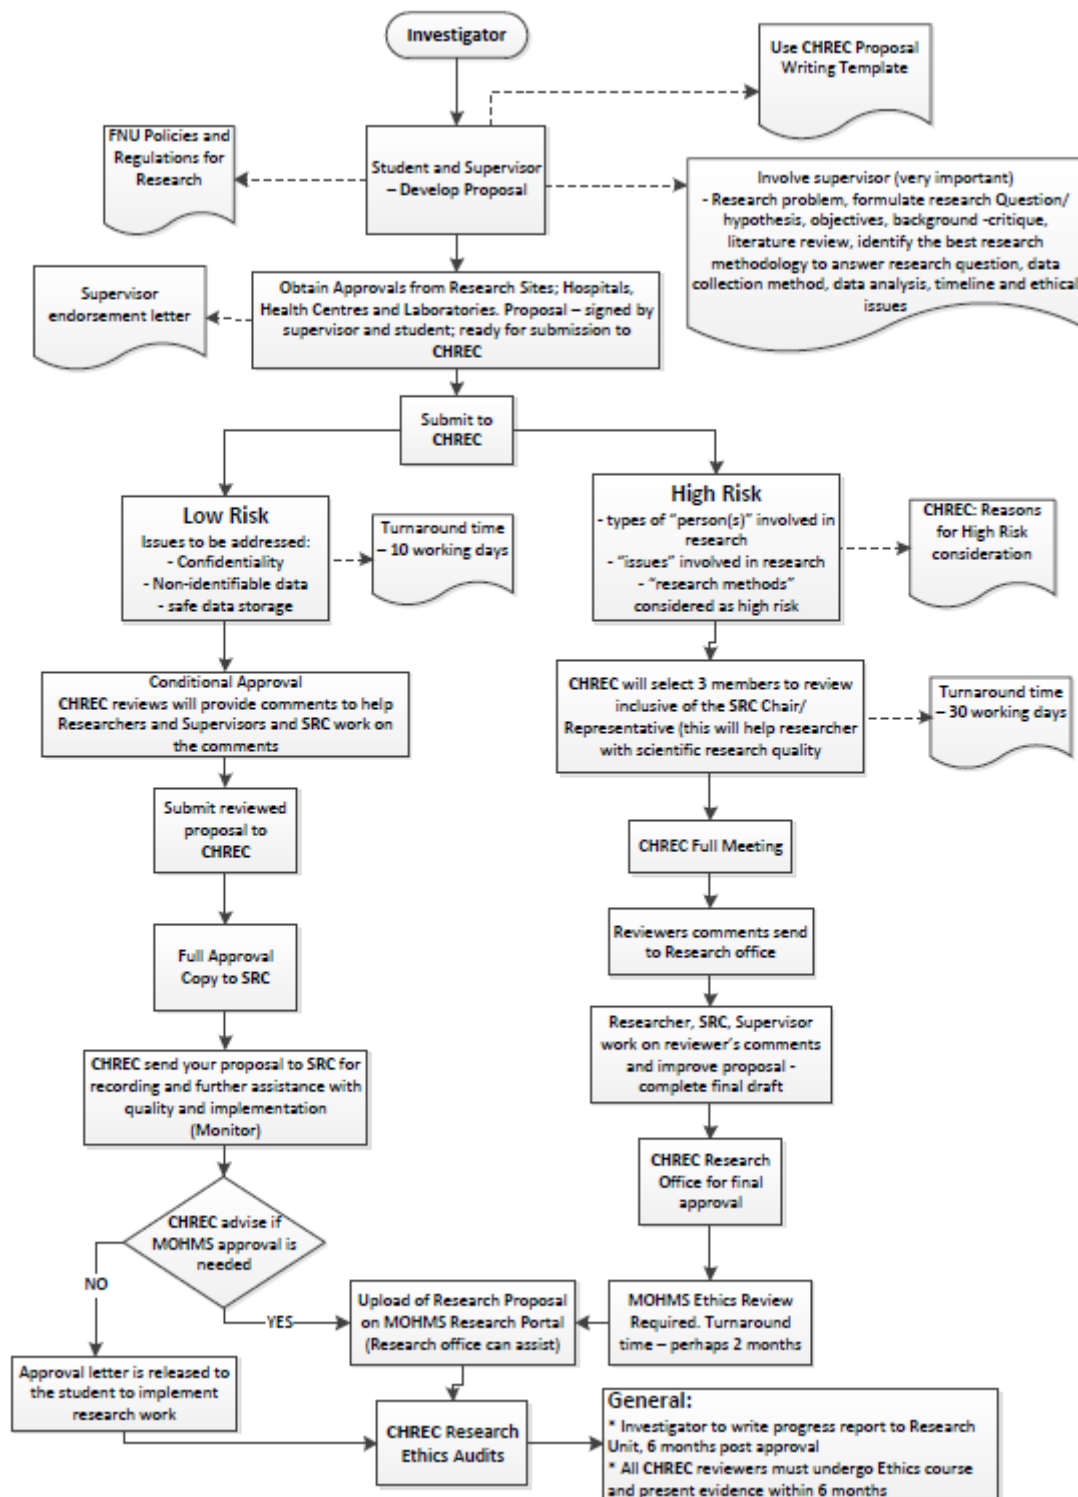 Investigator
Use CHREC Proposal
Writing Template
FNU Policies and
Regulations for
Research
Student and Supervisor
– Develop Proposal
Involve supervisor (very important)
- Research problem, formulate research Question/
hypothesis, objectives, background -critique,
literature review, identify the best research
methodology to answer research question, data
collection method, data analysis, timeline and ethical
issues
Supervisor
endorsement letter
Obtain Approvals from Research Sites; Hospitals,
Health Centres and Laboratories. Proposal – signed by
supervisor and student; ready for submission to
CHREC
Submit to
CHREC
Low Risk
Issues to be addressed:
- Confidentiality
- Non-identifiable data
- safe data storage
Turnaround time
– 10 working days
High Risk
- types of "person(s)" involved in
research
- "issues" involved in research
- "research methods"
considered as high risk
CHREC: Reasons
for High Risk
consideration
Conditional Approval
CHREC reviews will provide comments to help
Researchers and Supervisors and SRC work on
the comments
CHREC will select 3 members to review
inclusive of the SRC Chair/
Representative (this will help researcher
with scientific research quality
Turnaround time
– 30 working days
Submit reviewed
proposal to
CHREC
CHREC Full Meeting
Full Approval
Copy to SRC
Reviewers comments send
to Research office
CHREC send your proposal to SRC for
recording and further assistance with
quality and implementation
(Monitor)
Researcher, SRC, Supervisor
work on reviewer's comments
and improve proposal -
complete final draft
CHREC advise if
MOHMS approval is
needed
CHREC Research
Office for final
approval
NO
YES
Upload of Research Proposal
on MOHMS Research Portal
(Research office can assist)
MOHMS Ethics Review
Required. Turnaround
time – perhaps 2 months
Approval letter is released to
the student to implement
research work
CHREC Research
Ethics Audits
General:
* Investigator to write progress report to Research
Unit, 6 months post approval
* All CHREC reviewers must undergo Ethics course
and present evidence within 6 months